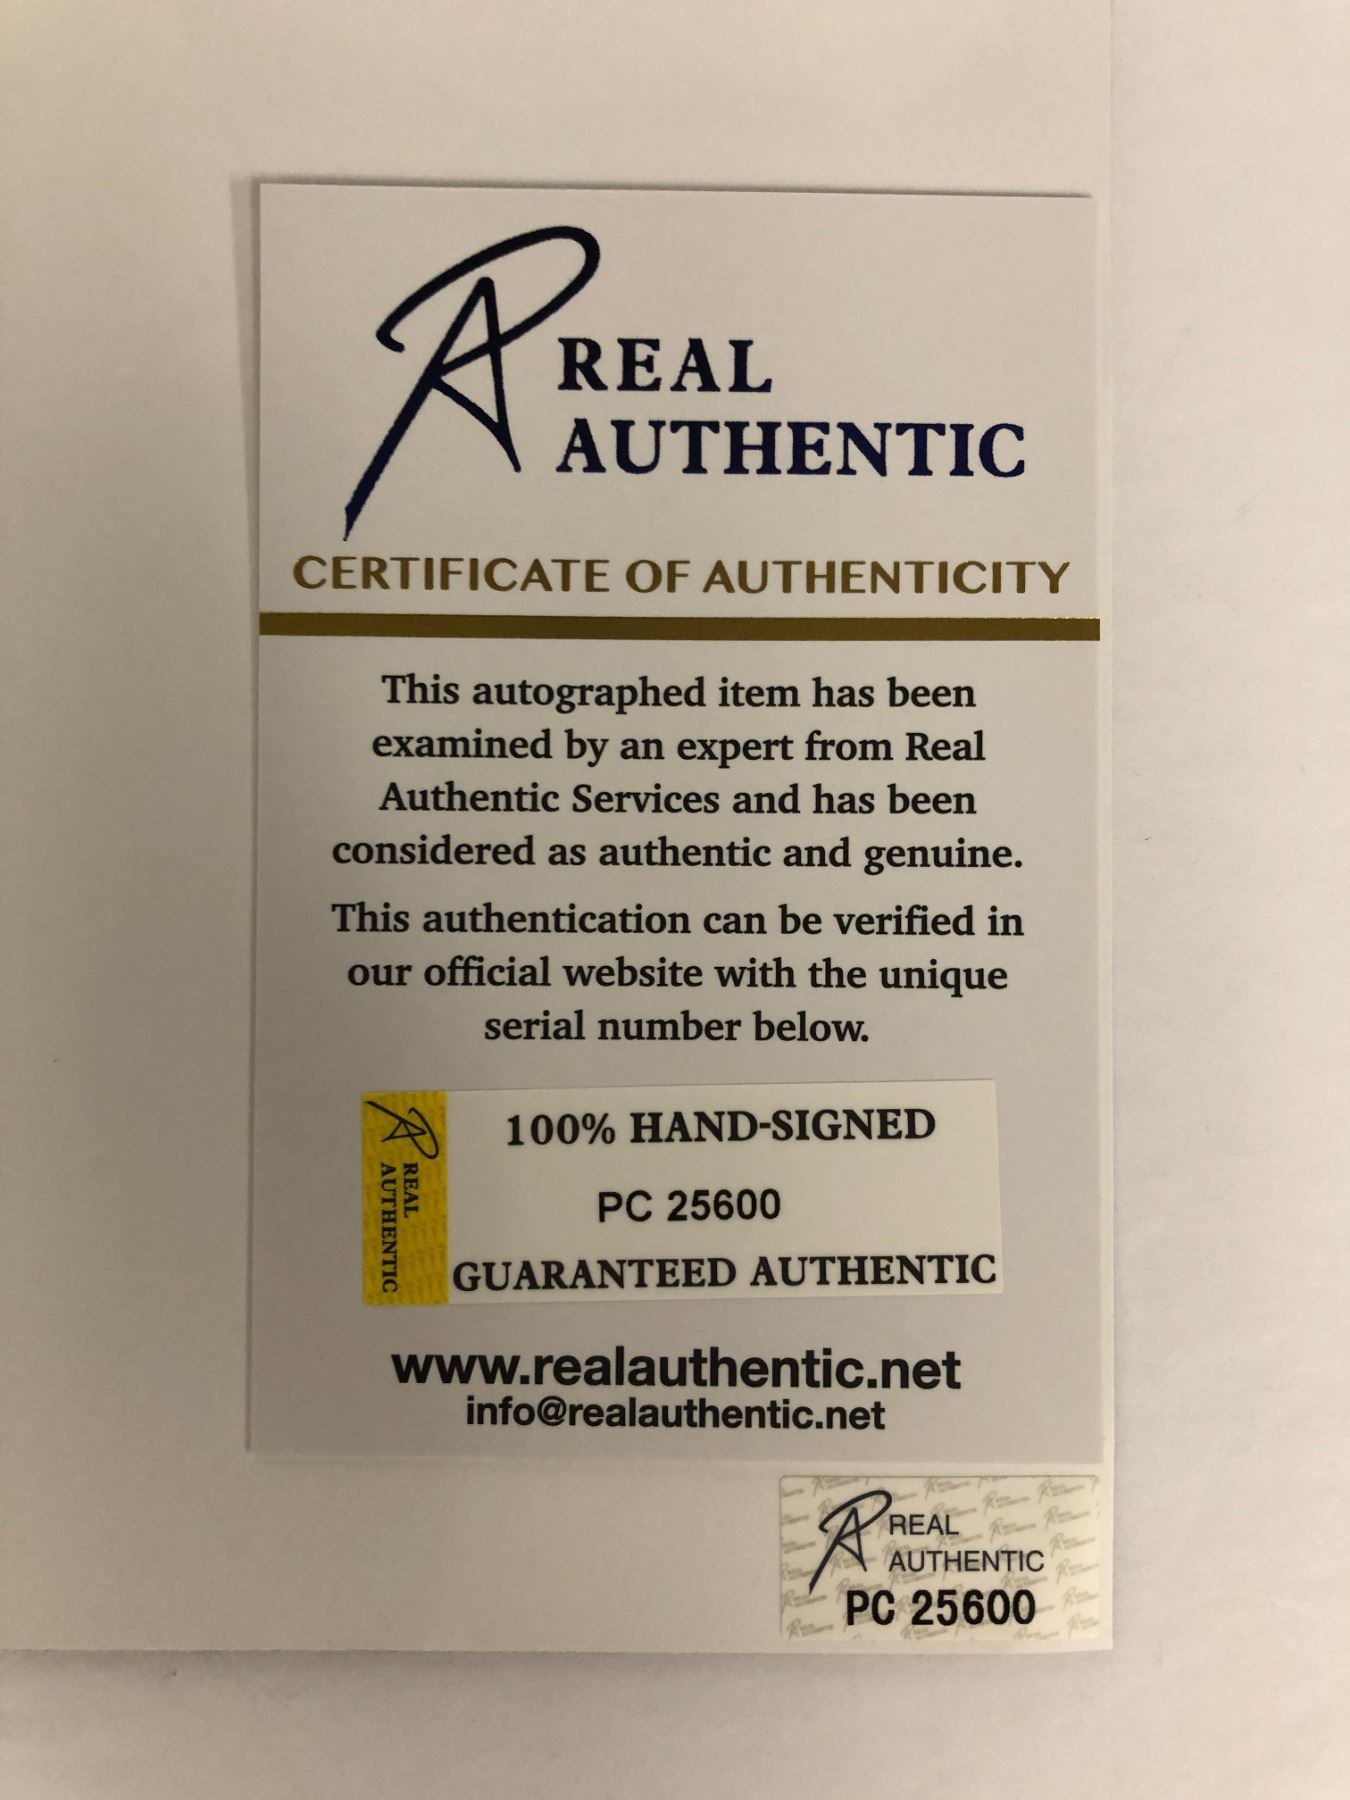 REAL
AUTHENTIC
CERTIFICATE OF AUTHENTICITY
This autographed item has been
examined by an expert from Real
Authentic Services and has been
considered as authentic and genuine.
This authentication can be verified in
our official website with the unique
serial number below.
REAL
AUTHENTIC
100% HAND-SIGNED
PC 25600
GUARANTEED AUTHENTIC
www.realauthentic.net
info@realauthentic.net
REAL
AUTHENTIC
PC 25600